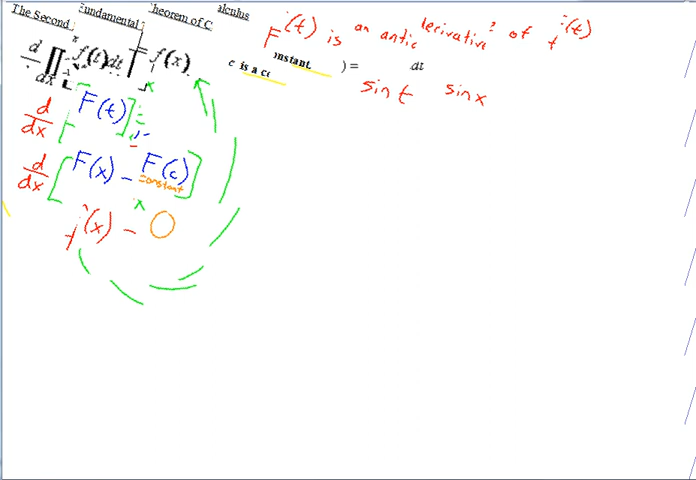 The Second Fundamental Theorem of Calculus
F(t) is an antiderivative of f(t)
d/dx [∫ f(t)dt] = f(x)
c is a constant.
) = dt
sin t sin x
d/dx [F(t)]
d/dx [F(x) - F(c)]
constant
f(x) - 0